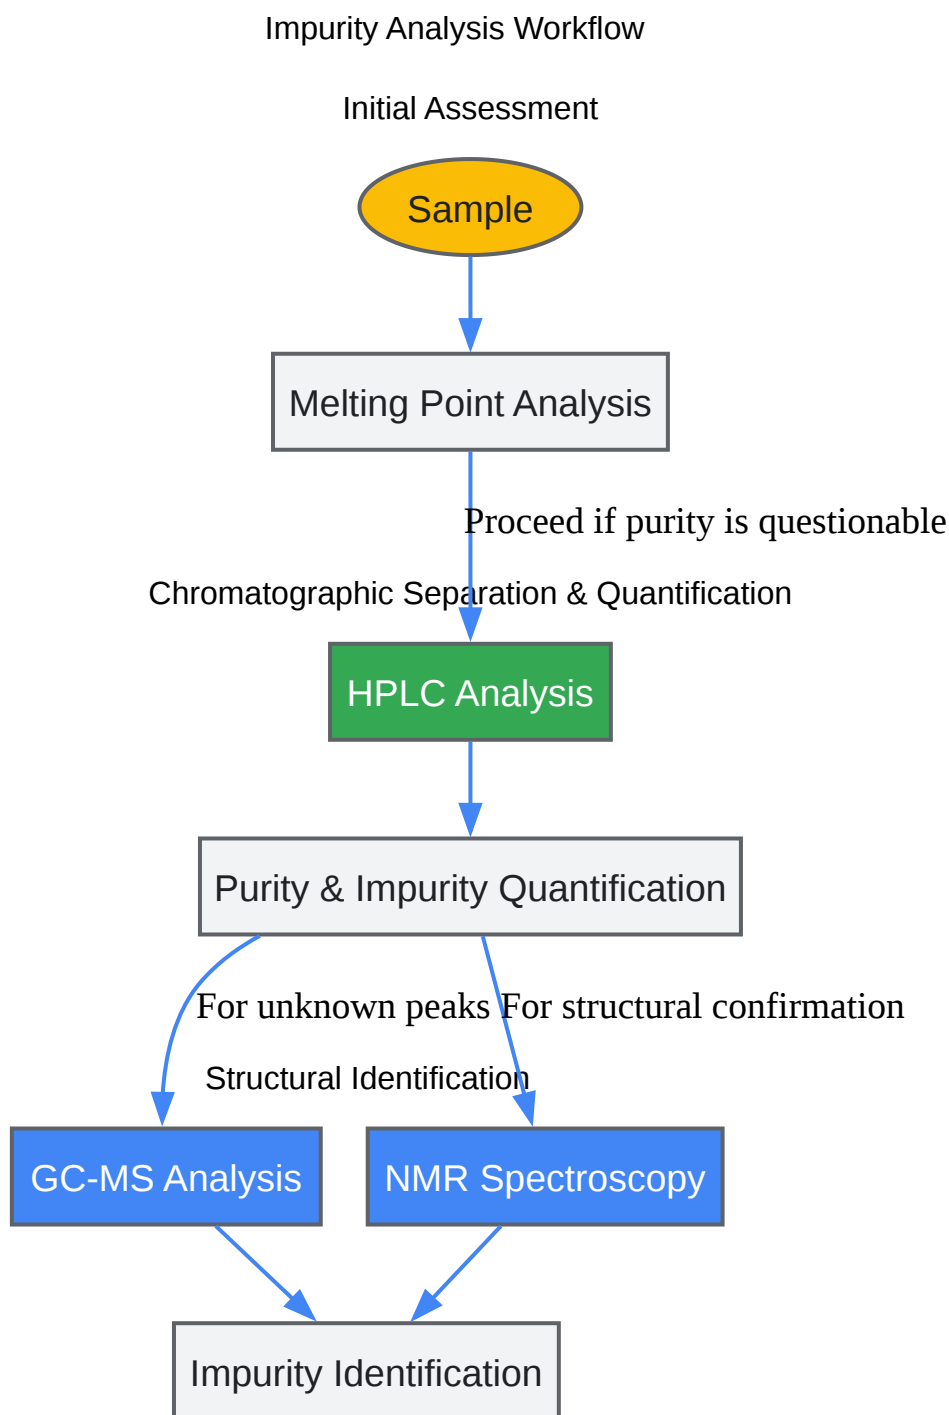 Impurity Analysis Workflow
Initial Assessment
Sample
Melting Point Analysis
Proceed if purity is questionable
Chromatographic Separation & Quantification
HPLC Analysis
Purity & Impurity Quantification
For unknown peaks
For structural confirmation
Structural Identification
GC-MS Analysis
NMR Spectroscopy
Impurity Identification